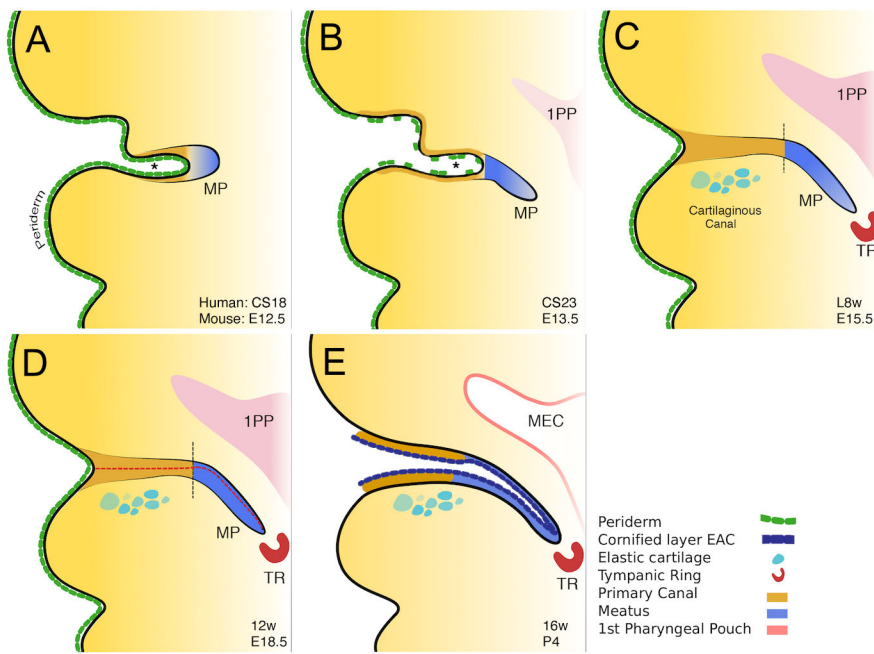 A
*
MP
Periderm
Human: CS18
Mouse: E12.5
B
1PP
*
MP
CS23
E13.5
C
1PP
Cartilaginous
Canal
MP
TR
L8w
E15.5
D
1PP
MP
TR
12w
E18.5
E
MEC
TR
16w
P4
Periderm
Cornified layer EAC
Elastic cartilage
Tympanic Ring
Primary Canal
Meatus
1st Pharyngeal Pouch